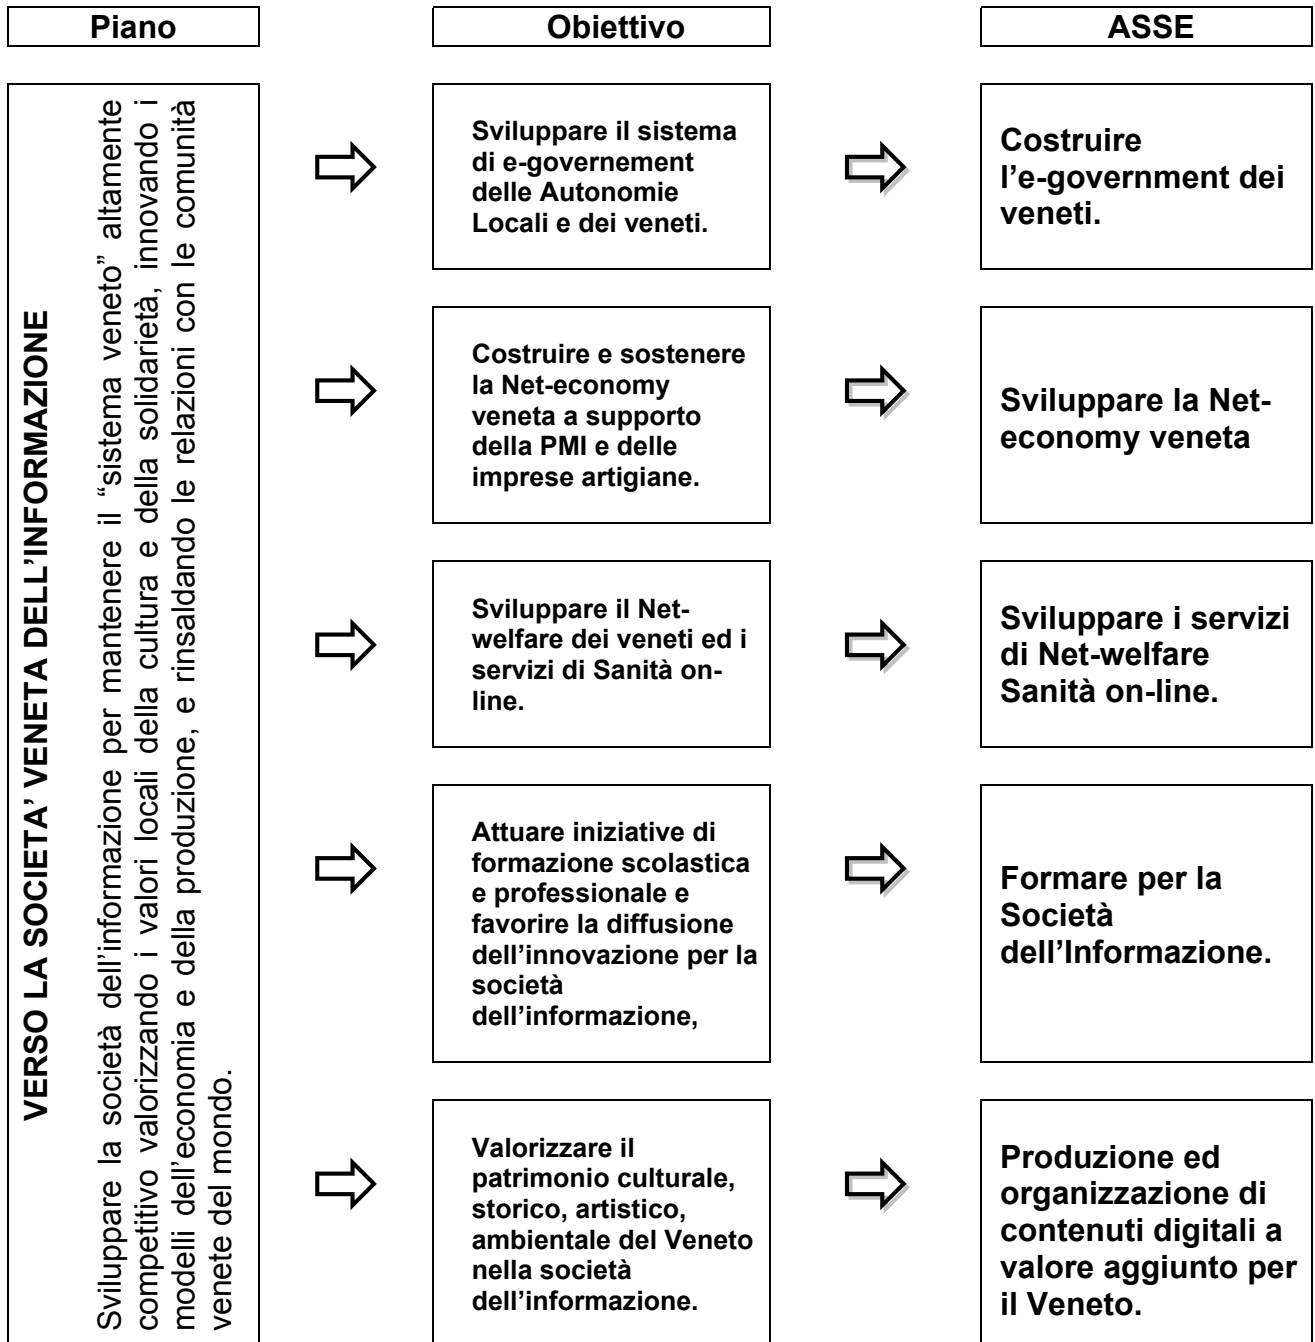 Piano
Obiettivo
ASSE
VERSO LA SOCIETA' VENETA DELL'INFORMAZIONE
Sviluppare la società dell'informazione per mantenere il “sistema veneto” altamente
competitivo valorizzando i valori locali della cultura e della solidarietà, innovando i
modelli dell'economia e della produzione, e rinsaldando le relazioni con le comunità
venete del mondo.
Sviluppare il sistema
di e-governement
delle Autonomie
Locali e dei veneti.
Costruire
l’e-government dei
veneti.
Costruire e sostenere
la Net-economy
veneta a supporto
della PMI e delle
imprese artigiane.
Sviluppare la Net-
economy veneta
Sviluppare il Net-
welfare dei veneti ed i
servizi di Sanità on-
line.
Sviluppare i servizi
di Net-welfare
Sanità on-line.
Attuare iniziative di
formazione scolastica
e professionale e
favorire la diffusione
dell’innovazione per la
società
dell’informazione,
Formare per la
Società
dell’Informazione.
Valorizzare il
patrimonio culturale,
storico, artistico,
ambientale del Veneto
nella società
dell’informazione.
Produzione ed
organizzazione di
contenuti digitali a
valore aggiunto per
il Veneto.